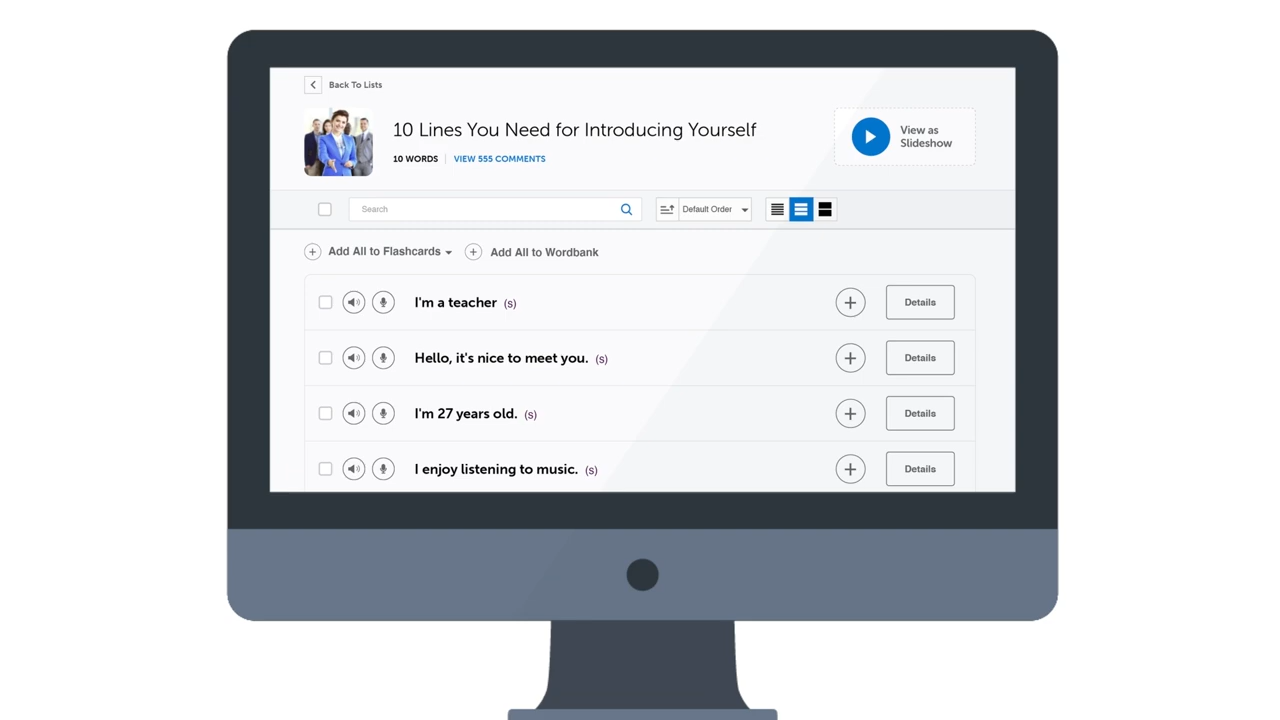 Back To Lists
10 Lines You Need for Introducing Yourself
10 WORDS VIEW 555 COMMENTS
View as
Slideshow
Search
Default Order
Add All to Flashcards
Add All to Wordbank
I'm a teacher (s)
Details
Hello, it's nice to meet you. (s)
Details
I'm 27 years old. (s)
Details
I enjoy listening to music. (s)
Details